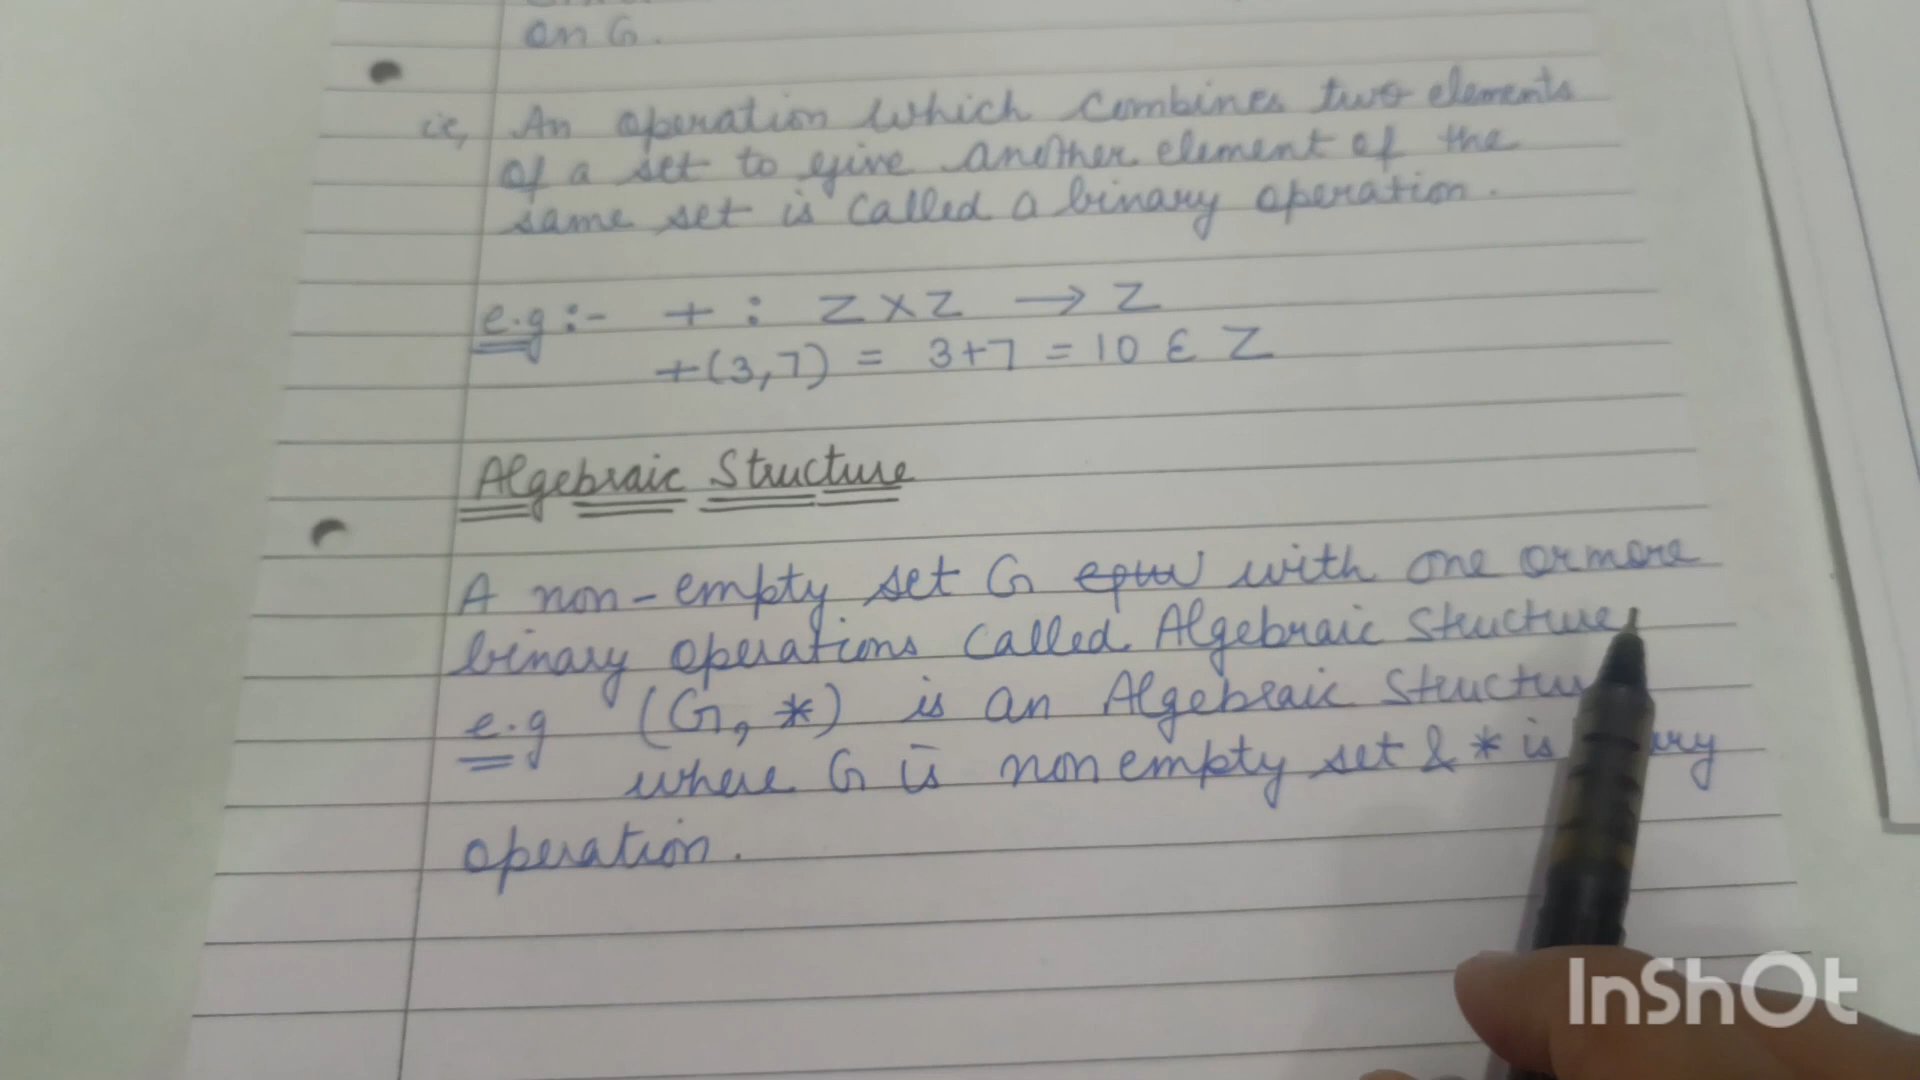 on G.
ie, An operation which combines two elements
of a set to give another element of the
same set is called a binary operation.
e.g :- + : Z × Z → Z
+(3,7) = 3+7 = 10 ε Z
Algebraic Structure
A non-empty set G with one or more
binary operations called Algebraic Structure
e.g (G, *) is an Algebraic
where G is non empty set & * is
operation.
InShOt